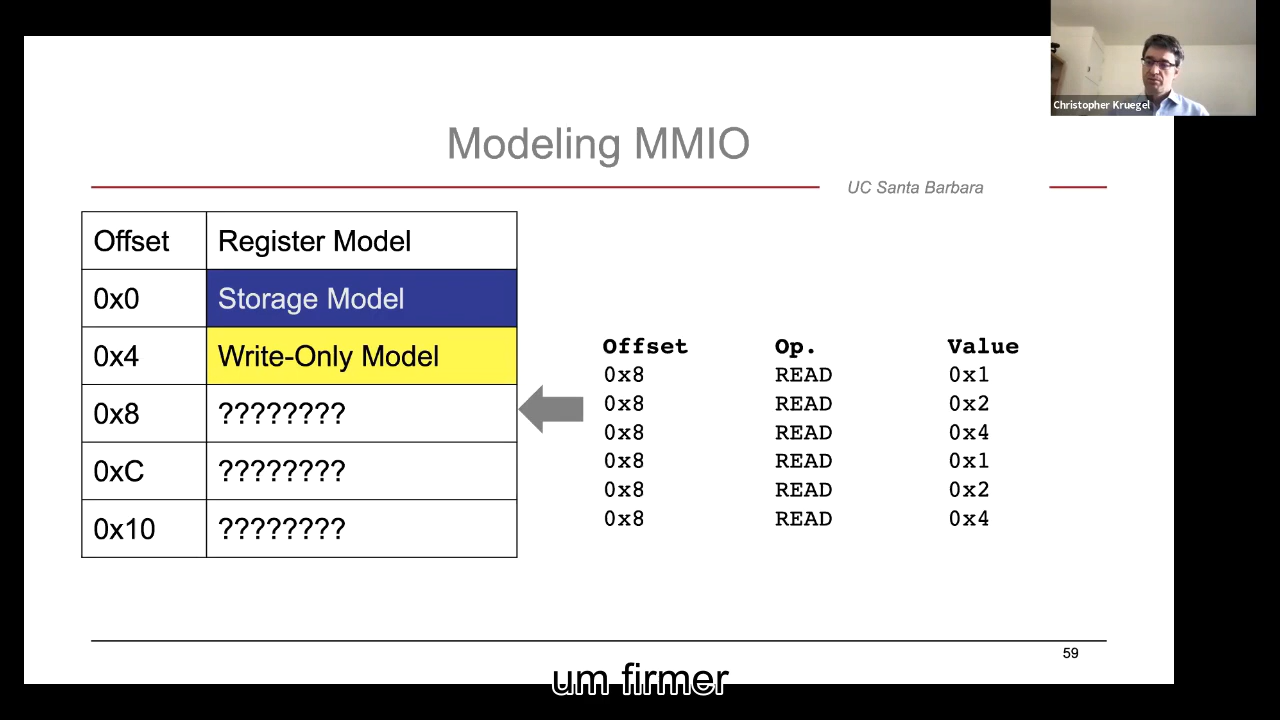 Christopher Kruegel
Modeling MMIO
UC Santa Barbara
Offset Register Model
0x0 Storage Model
0x4 Write-Only Model
0x8 ????????
0xC ????????
0x10 ????????
Offset Op. Value
0x8 READ 0x1
0x8 READ 0x2
0x8 READ 0x4
0x8 READ 0x1
0x8 READ 0x2
0x8 READ 0x4
59
um firmer